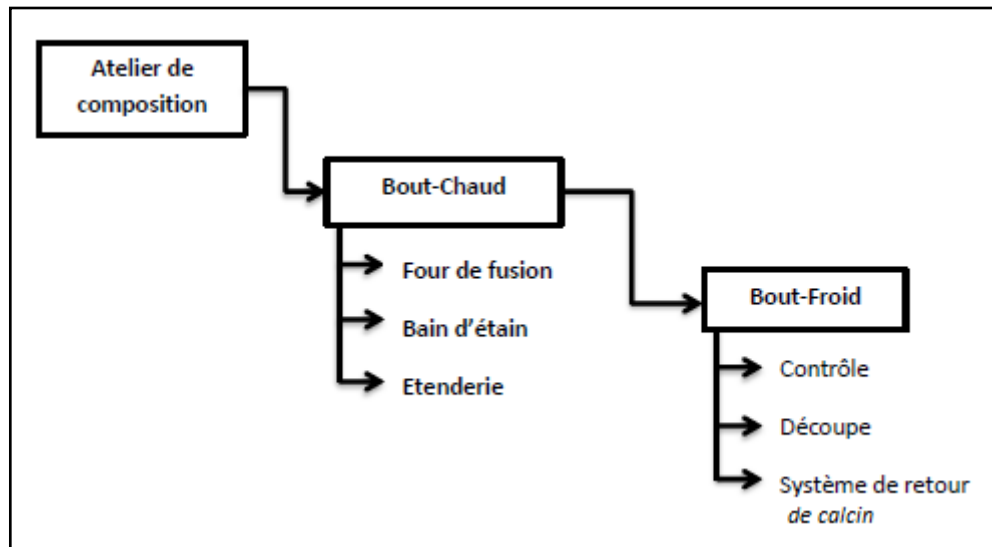 Atelier de
composition
Bout-Chaud
Four de fusion
Bain d'étain
Etenderie
Bout-Froid
Contrôle
Découpe
Système de retour
de calcin